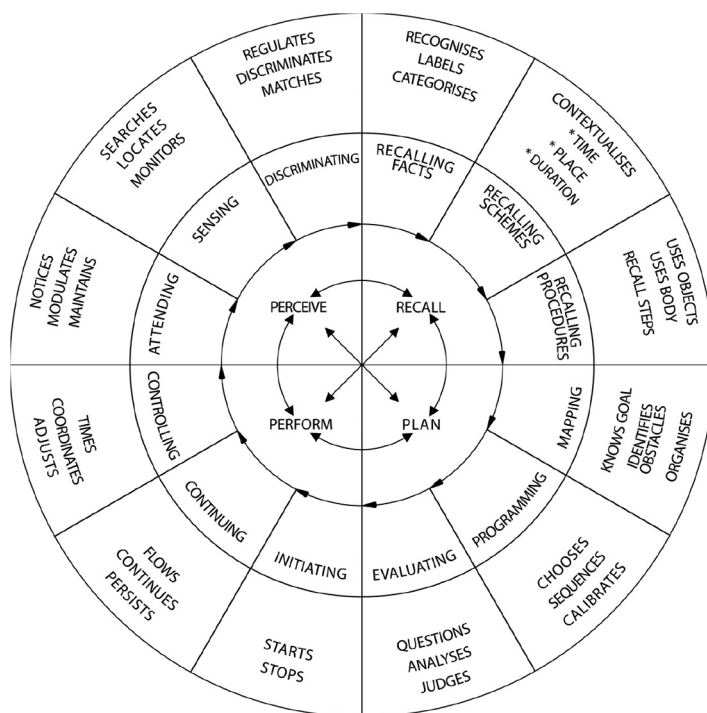 REGULATES
DISCRIMINATES
MATCHES
RECOGNISES
LABELS
CATEGORISES
CONTEXTUALISES
* TIME
* PLACE
* DURATION
USES OBJECTS
USES BODY
RECALL STEPS
KNOWS GOAL
IDENTIFIES
OBSTACLES
ORGANISES
CHOOSES
SEQUENCES
CALIBRATES
QUESTIONS
ANALYSES
JUDGES
STARTS
STOPS
FLOWS
CONTINUES
PERSISTS
TIMES
COORDINATES
ADJUSTS
NOTICES
MODULATES
MAINTAINS
SEARCHES
LOCATES
MONITORS
DISCRIMINATING
RECALLING
FACTS
RECALLING
SCHEMES
RECALLING
PROCEDURES
MAPPING
PROGRAMMING
EVALUATING
INITIATING
CONTINUING
CONTROLLING
ATTENDING
SENSING
PERCEIVE
RECALL
PERFORM
PLAN